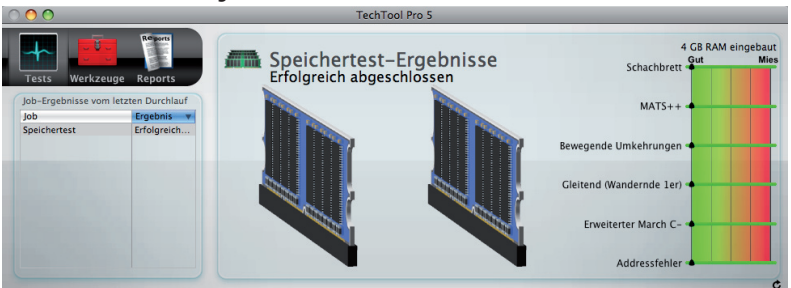 TechTool Pro 5
Reports
Tests Werkzeuge Reports
Job-Ergebnisse vom letzten Durchlauf
Job Ergebnis
Speichertest Erfolgreich...
Speichertest-Ergebnisse
Erfolgreich abgeschlossen
4 GB RAM eingebaut
Gut Mies
Schachbrett
MATS++
Bewegende Umkehrungen
Gleitend (Wandernde 1er)
Erweiterter March C-
Addressfehler